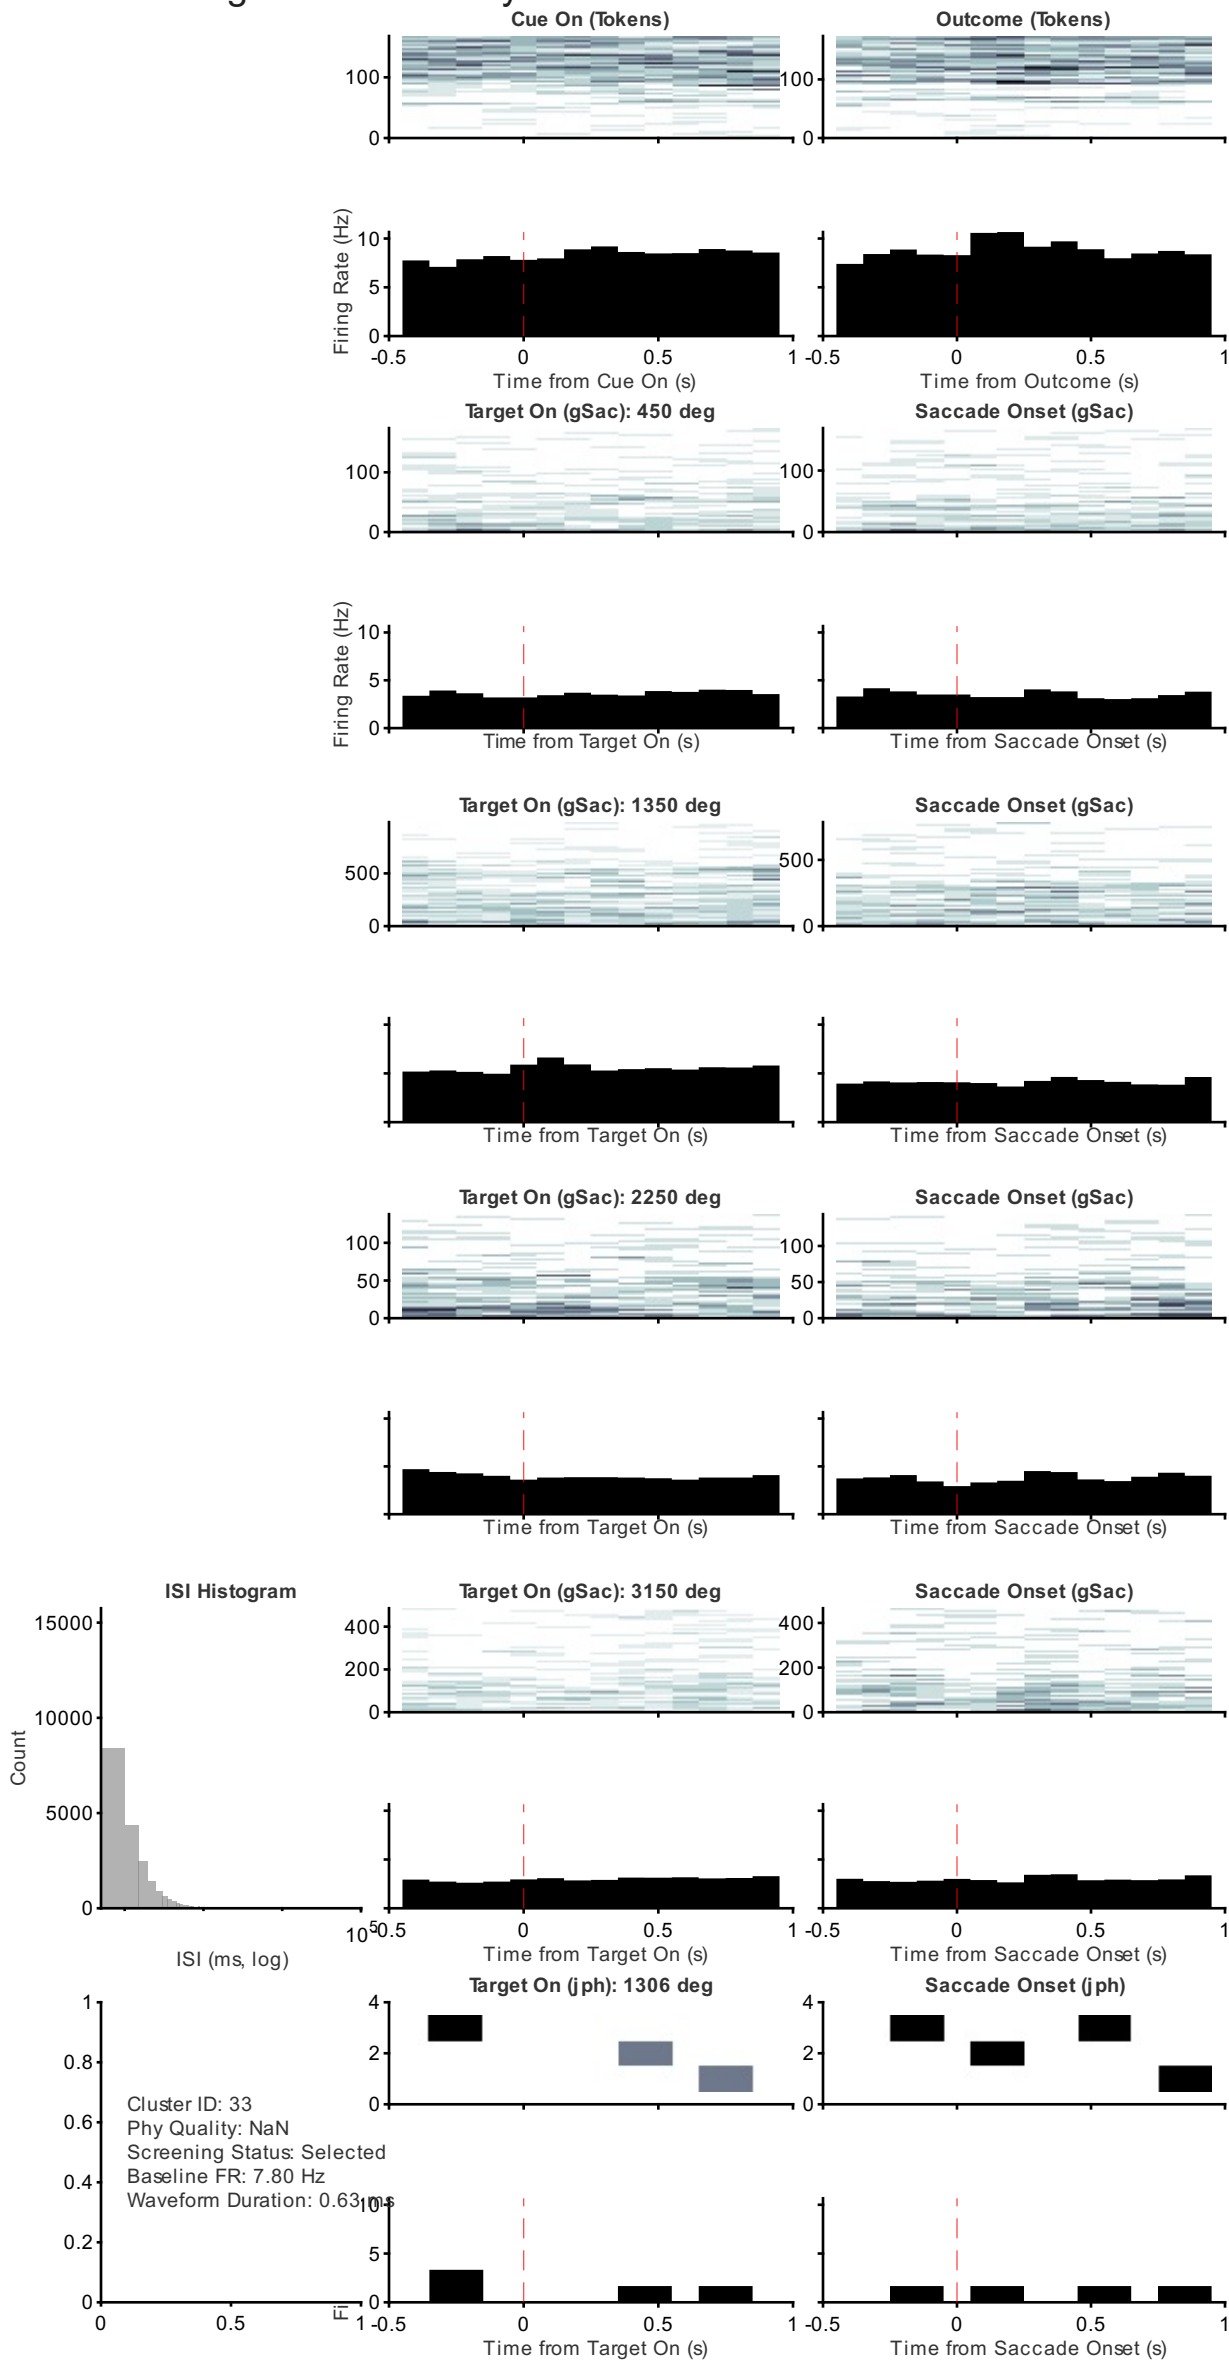 Cue On (Tokens)
Outcome (Tokens)
100
0
100
0
Firing Rate (Hz)
10
5
0
-0.5
0
0.5
1
-0.5
0
0.5
1
Time from Cue On (s)
Time from Outcome (s)
Target On (gSac): 450 deg
Saccade Onset (gSac)
100
0
100
0
Firing Rate (Hz)
10
5
0
Time from Target On (s)
Time from Saccade Onset (s)
Target On (gSac): 1350 deg
Saccade Onset (gSac)
500
0
500
0
Time from Target On (s)
Time from Saccade Onset (s)
Target On (gSac): 2250 deg
Saccade Onset (gSac)
100
50
0
100
50
0
Time from Target On (s)
Time from Saccade Onset (s)
ISI Histogram
15000
10000
5000
0
Count
10^5
ISI (ms, log)
Target On (gSac): 3150 deg
Saccade Onset (gSac)
400
200
0
400
200
0
-0.5
0
0.5
1
-0.5
0
0.5
1
Time from Target On (s)
Time from Saccade Onset (s)
Target On (jph): 1306 deg
Saccade Onset (jph)
4
2
0
4
2
0
1
0.8
0.6
0.4
0.2
0
0
0.5
1
Cluster ID: 33
Phy Quality: NaN
Screening Status: Selected
Baseline FR: 7.80 Hz
Waveform Duration: 0.63 ms
Fi
10
5
0
-0.5
0
0.5
1
-0.5
0
0.5
1
Time from Target On (s)
Time from Saccade Onset (s)